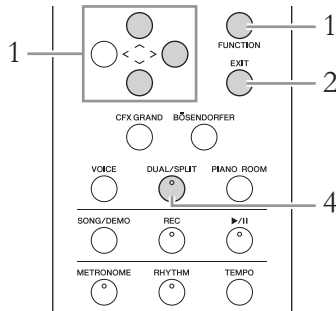 1
< >
1
FUNCTION
EXIT
2
CFX GRAND BÖSENDORFER
VOICE DUAL/SPLIT PIANO ROOM
4
SONG/DEMO REC ►/II
METRONOME RHYTHM TEMPO